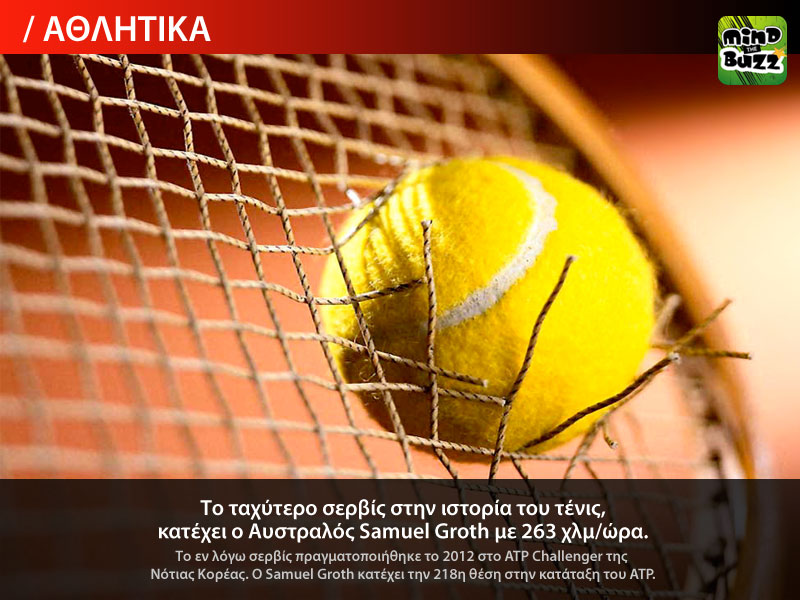 / ΑΘΛΗΤΙΚΑ
MIND
THE
BUZZ
Το ταχύτερο σερβίς στην ιστορία του τένις,
κατέχει ο Αυστραλός Samuel Groth με 263 χλμ/ώρα.
Το εν λόγω σερβίς πραγματοποιήθηκε το 2012 στο ATP Challenger της
Νότιας Κορέας. Ο Samuel Groth κατέχει την 218η θέση στην κατάταξη του ATP.